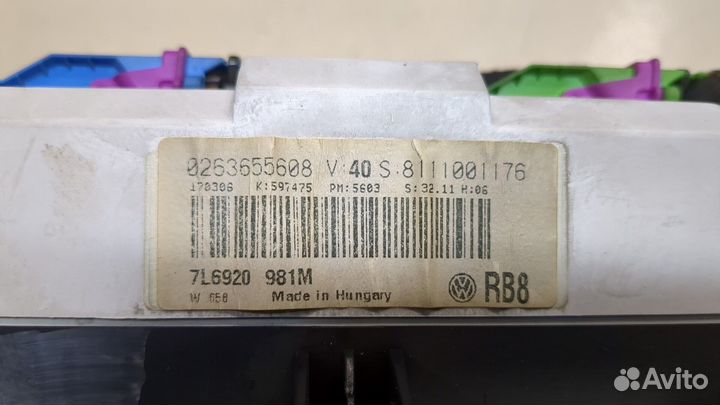 0263655608 V:40 S:8111001176
170306 K:597475 PM:5603 S:32.11 H:06
7L6920 981M
W 658 Made in Hungary RB8
Avito